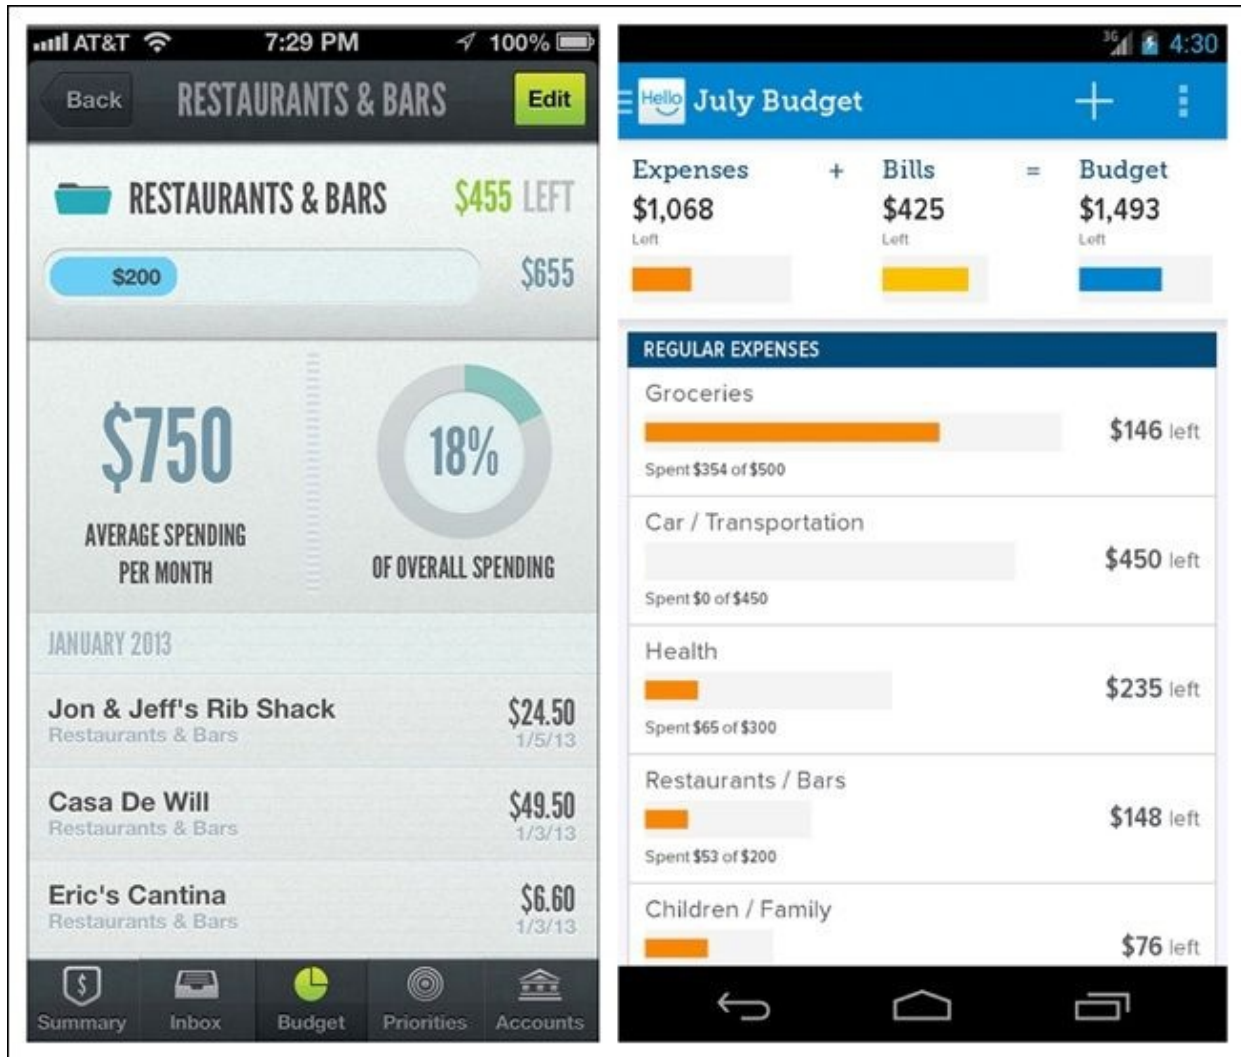 AT&T 7:29 PM 100%
Back RESTAURANTS & BARS Edit
RESTAURANTS & BARS $455 LEFT
$200 $655
$750
AVERAGE SPENDING
PER MONTH
18%
OF OVERALL SPENDING
JANUARY 2013
Jon & Jeff's Rib Shack $24.50
Restaurants & Bars 1/5/13
Casa De Will $49.50
Restaurants & Bars 1/3/13
Eric's Cantina $6.60
Restaurants & Bars 1/3/13
$
Summary Inbox Budget Priorities Accounts
3G 4:30
Hello July Budget +
Expenses + Bills = Budget
$1,068 $425 $1,493
Left Left Left
REGULAR EXPENSES
Groceries
$146 left
Spent $354 of $500
Car / Transportation
$450 left
Spent $0 of $450
Health
$235 left
Spent $65 of $300
Restaurants / Bars
$148 left
Spent $53 of $200
Children / Family
$76 left